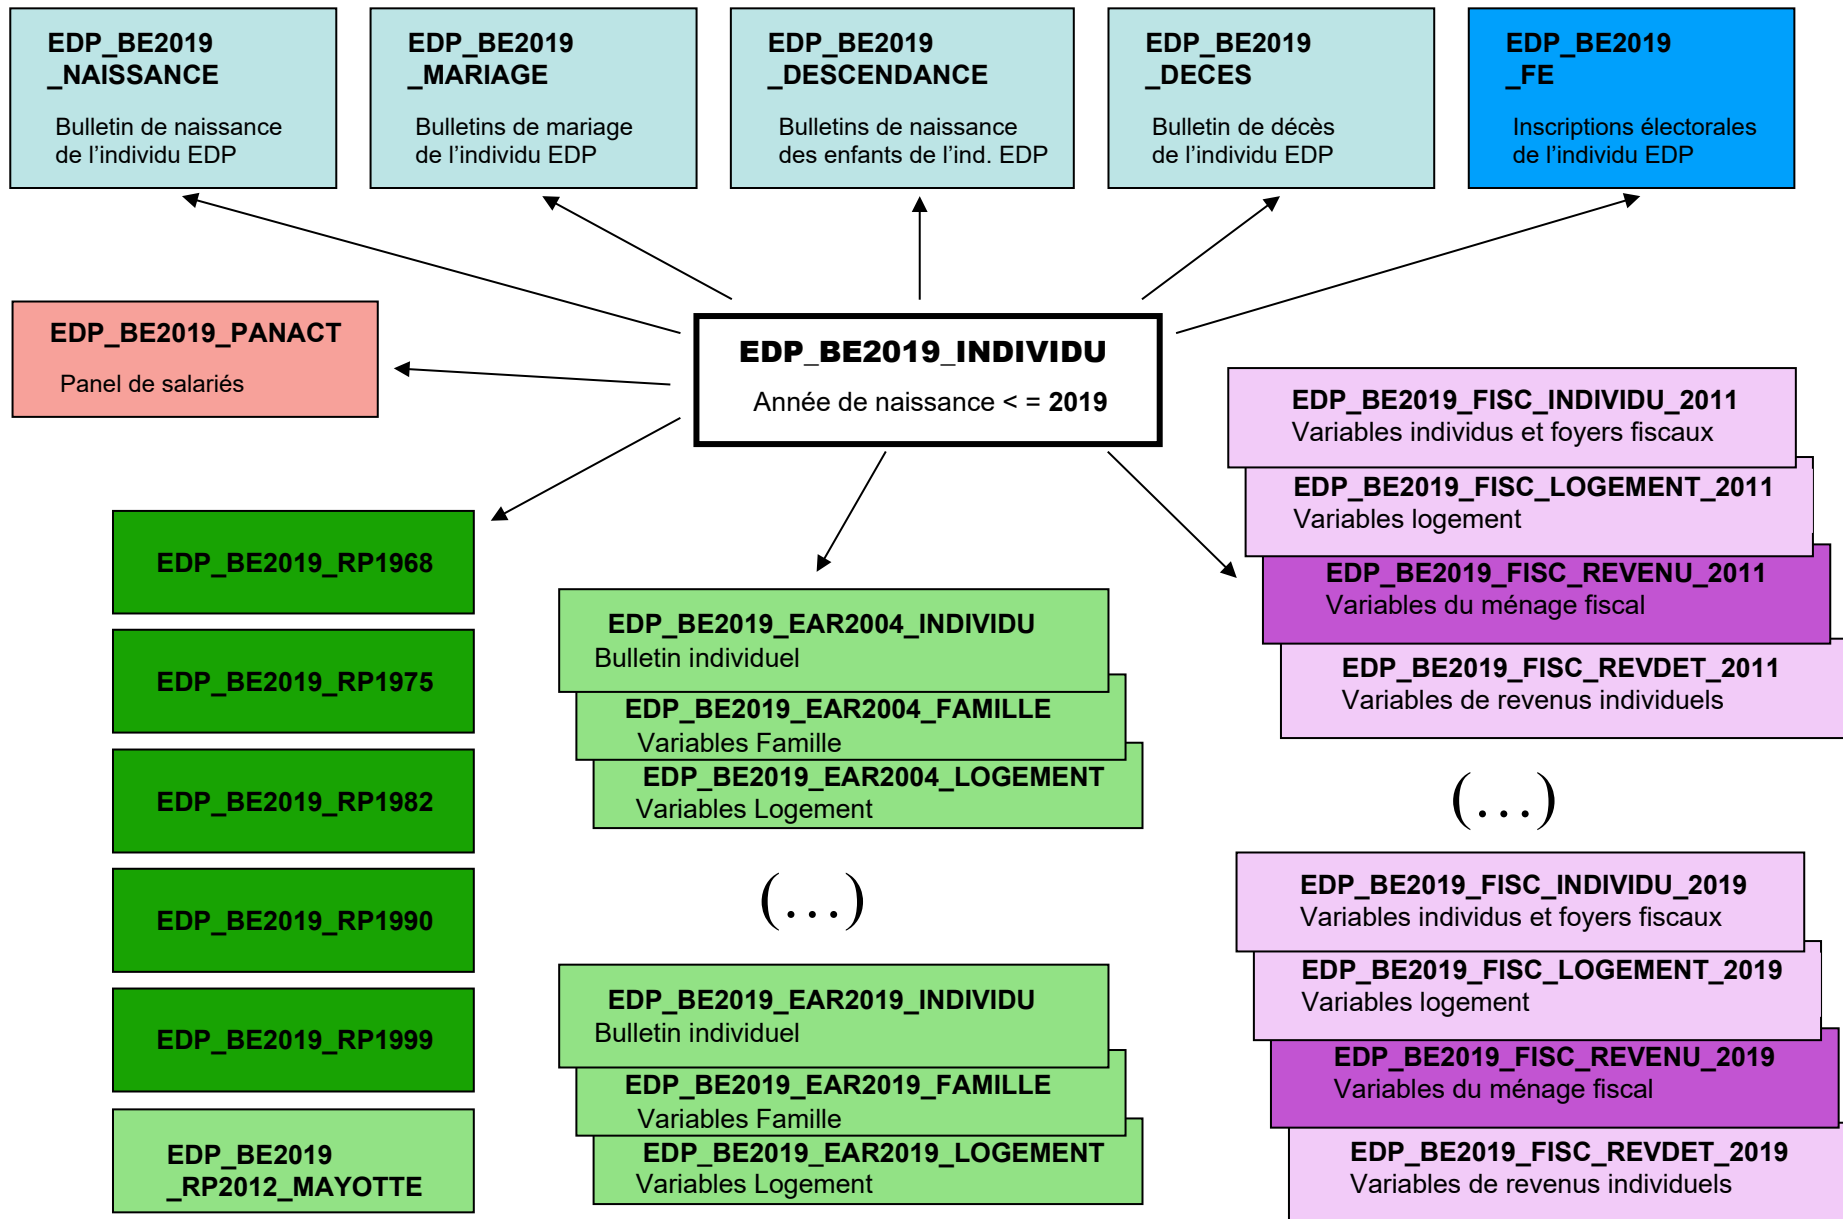 EDP_BE2019
_NAISSANCE
Bulletin de naissance
de l'individu EDP
EDP_BE2019
_MARIAGE
Bulletins de mariage
de l'individu EDP
EDP_BE2019
_DESCENDANCE
Bulletins de naissance
des enfants de l'ind. EDP
EDP_BE2019
_DECES
Bulletin de décès
de l'individu EDP
EDP_BE2019
_FE
Inscriptions électorales
de l'individu EDP
EDP_BE2019_PANACT
Panel de salariés
EDP_BE2019_INDIVIDU
Année de naissance < = 2019
EDP_BE2019_RP1968
EDP_BE2019_RP1975
EDP_BE2019_RP1982
EDP_BE2019_RP1990
EDP_BE2019_RP1999
EDP_BE2019
_RP2012_MAYOTTE
EDP_BE2019_EAR2004_INDIVIDU
Bulletin individuel
EDP_BE2019_EAR2004_FAMILLE
Variables Famille
EDP_BE2019_EAR2004_LOGEMENT
Variables Logement
(…)
EDP_BE2019_EAR2019_INDIVIDU
Bulletin individuel
EDP_BE2019_EAR2019_FAMILLE
Variables Famille
EDP_BE2019_EAR2019_LOGEMENT
Variables Logement
EDP_BE2019_FISC_INDIVIDU_2011
Variables individus et foyers fiscaux
EDP_BE2019_FISC_LOGEMENT_2011
Variables logement
EDP_BE2019_FISC_REVENU_2011
Variables du ménage fiscal
EDP_BE2019_FISC_REVDET_2011
Variables de revenus individuels
(…)
EDP_BE2019_FISC_INDIVIDU_2019
Variables individus et foyers fiscaux
EDP_BE2019_FISC_LOGEMENT_2019
Variables logement
EDP_BE2019_FISC_REVENU_2019
Variables du ménage fiscal
EDP_BE2019_FISC_REVDET_2019
Variables de revenus individuels